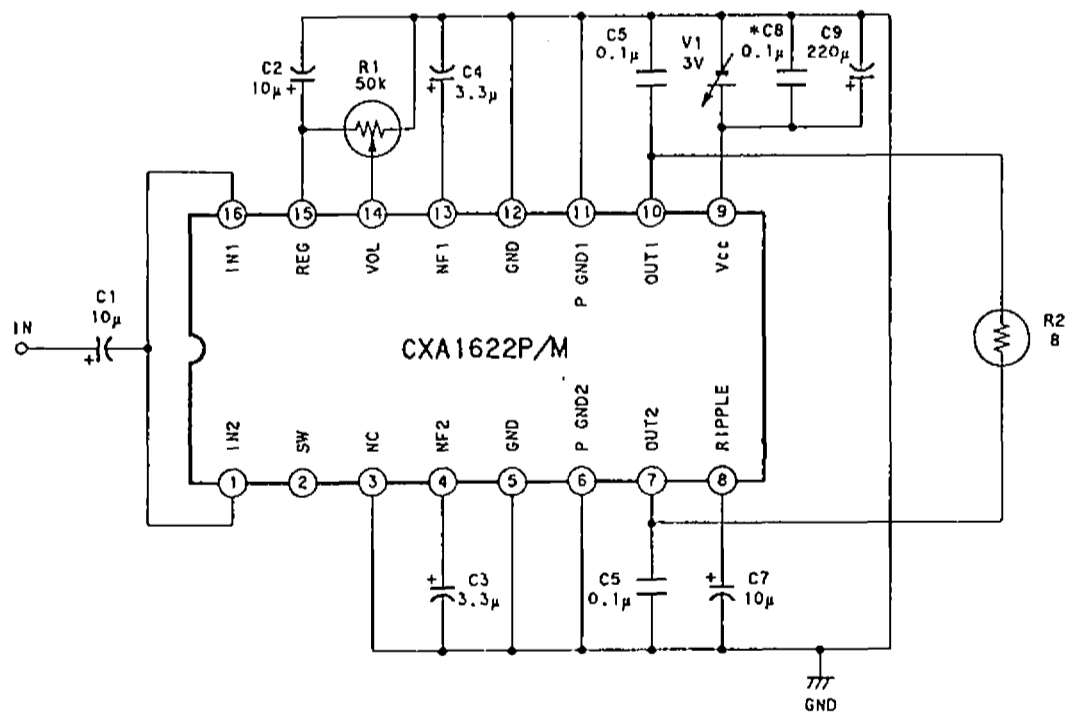 C2
10μ
+
R1
50k
+
C4
3.3μ
C5
0.1μ
V1
3V
*C8
0.1μ
C9
220μ
+
16
15
14
13
12
11
10
9
IN1
REG
VOL
NF1
GND
P GND1
OUT1
Vcc
IN
C1
10μ
+
CXA1622P/M
R2
8
IN2
SW
NC
NF2
GND
P GND2
OUT2
RIPPLE
1
2
3
4
5
6
7
8
+
C3
3.3μ
C5
0.1μ
+
C7
10μ
GND